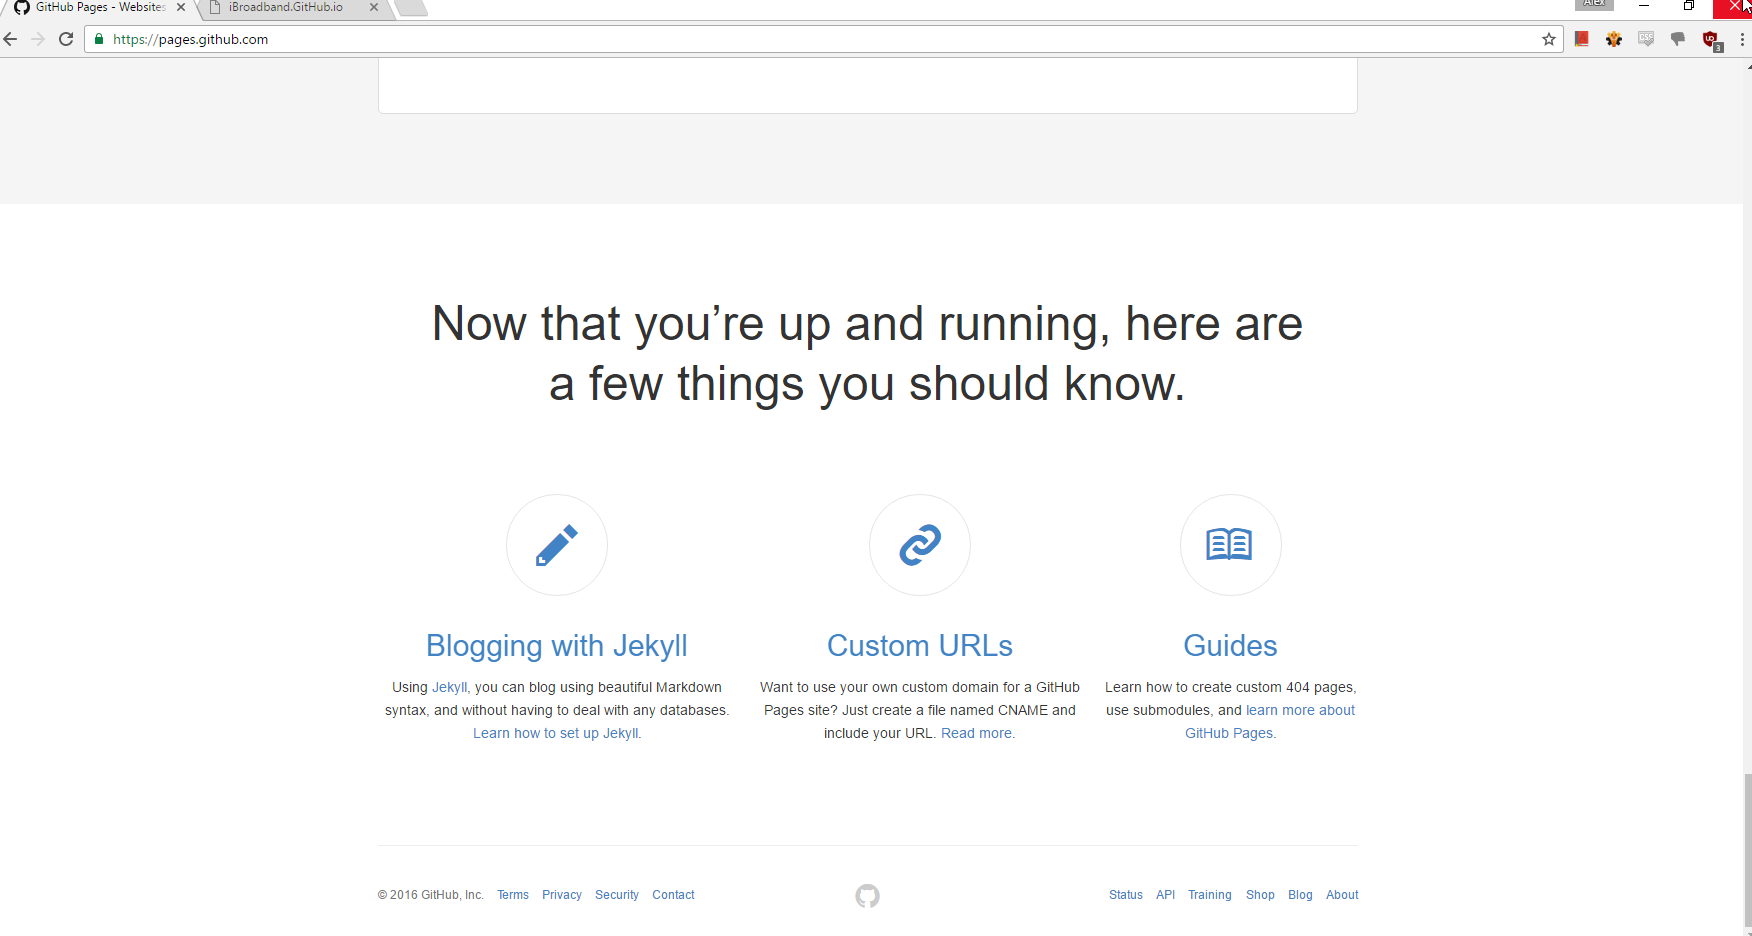 GitHub Pages - Websites
iBroadband.GitHub.io
Alex
https://pages.github.com
CSS
3
Now that you’re up and running, here are
a few things you should know.
Blogging with Jekyll
Using Jekyll, you can blog using beautiful Markdown
syntax, and without having to deal with any databases.
Learn how to set up Jekyll.
Custom URLs
Want to use your own custom domain for a GitHub
Pages site? Just create a file named CNAME and
include your URL. Read more.
Guides
Learn how to create custom 404 pages,
use submodules, and learn more about
GitHub Pages.
© 2016 GitHub, Inc. Terms Privacy Security Contact
Status API Training Shop Blog About